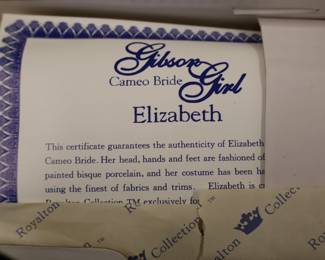 Gibson
Cameo Bride Girl
Elizabeth
This certificate guarantees the authenticity of Elizabeth
Cameo Bride. Her head, hands and feet are fashioned of
painted bisque porcelain, and her costume has been
using the finest of fabrics and trims. Elizabeth is
Royalton Collection TM exclusively for
Royalton Collection ™
Royalton Collection